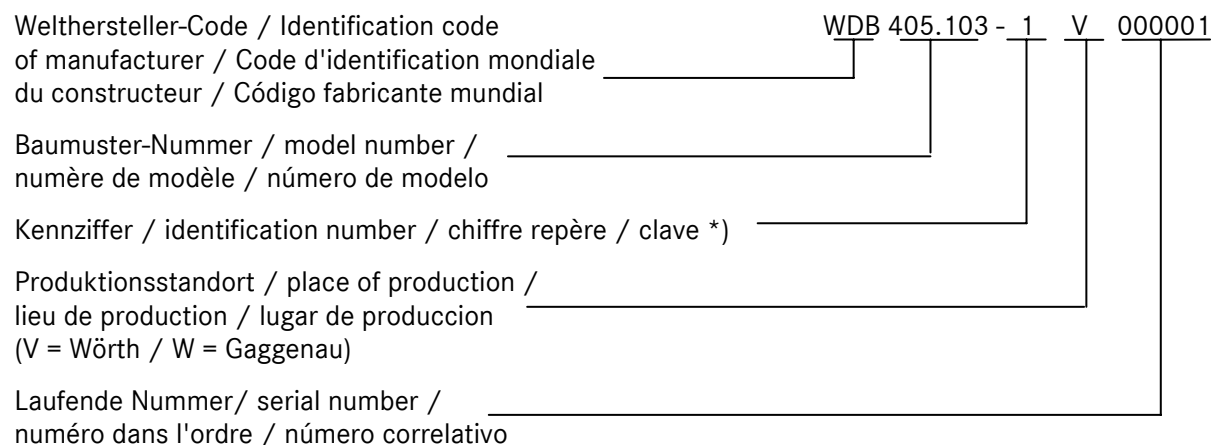 Welthersteller-Code / Identification code
of manufacturer / Code d'identification mondiale
du constructeur / Código fabricante mundial
WDB 405.103 - 1 V 000001
Baumuster-Nummer / model number /
numère de modèle / número de modelo
Kennziffer / identification number / chiffre repère / clave *)
Produktionsstandort / place of production /
lieu de production / lugar de produccion
(V = Wörth / W = Gaggenau)
Laufende Nummer/ serial number /
numéro dans l'ordre / número correlativo